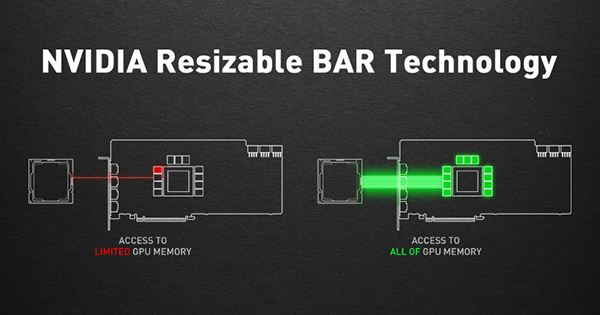 NVIDIA Resizable BAR Technology
ACCESS TO
LIMITED GPU MEMORY
ACCESS TO
ALL OF GPU MEMORY